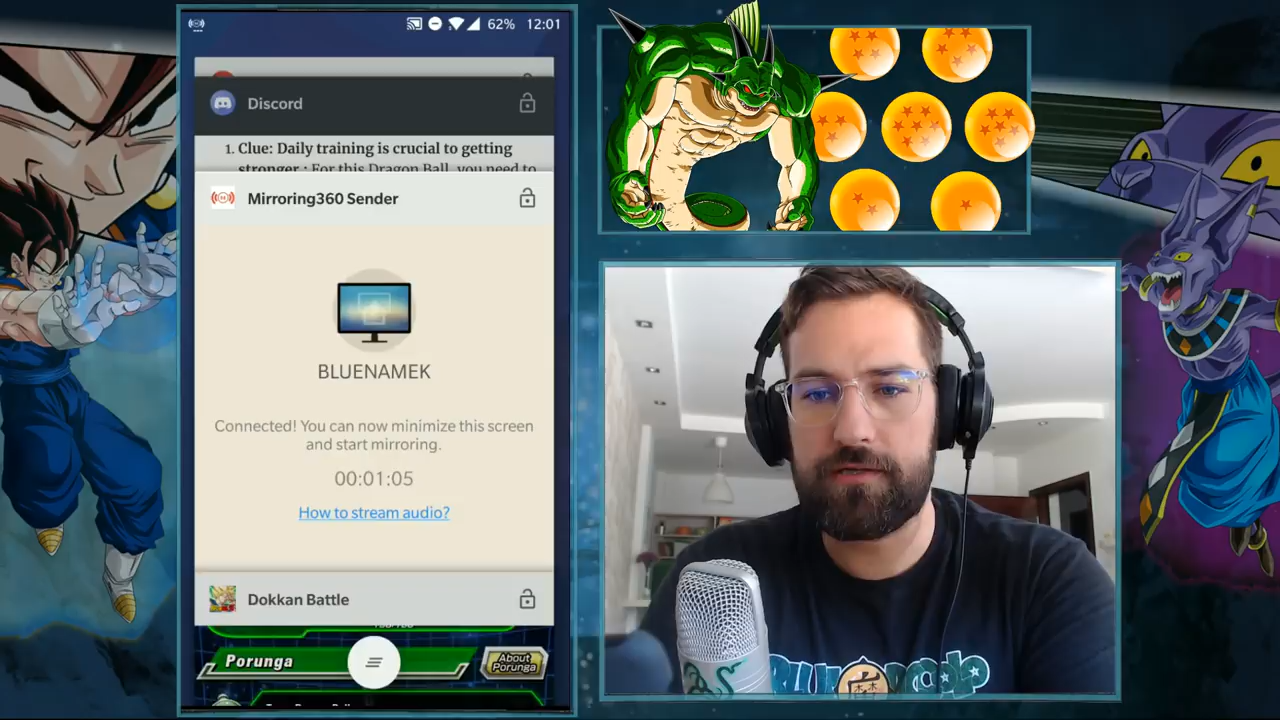 62% 12:01
Discord
1. Clue: Daily training is crucial to getting
stronger : For this Dragon Ball, you need to
Mirroring360 Sender
BLUENAMEK
Connected! You can now minimize this screen
and start mirroring.
00:01:05
How to stream audio?
Dokkan Battle
Porunga
About
Porunga